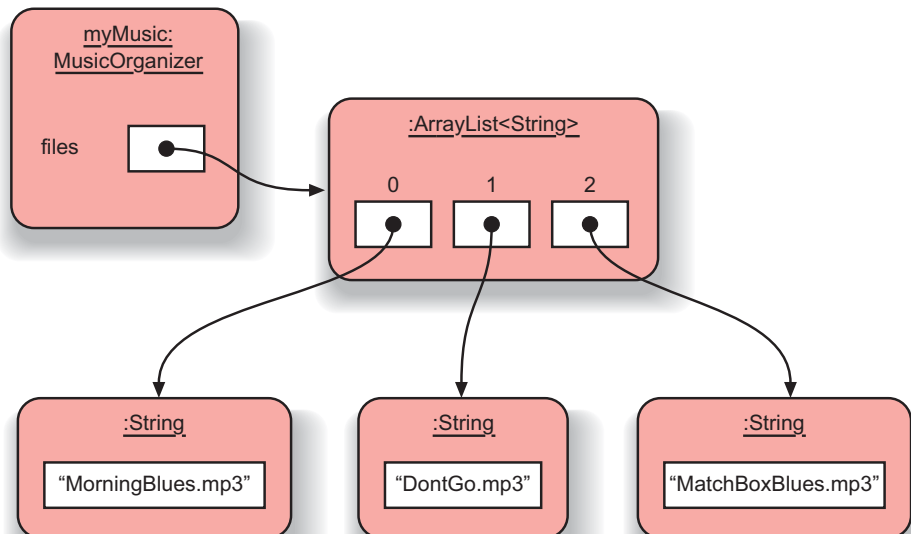 myMusic:
MusicOrganizer
files
:ArrayList<String>
0 1 2
:String
“MorningBlues.mp3”
:String
“DontGo.mp3”
:String
“MatchBoxBlues.mp3”